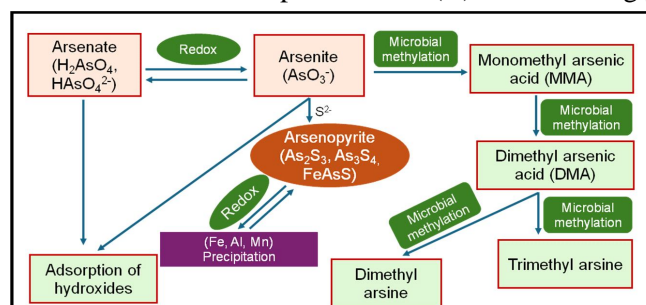 Arsenate
(H₂AsO₄,
HAsO₄²⁻)
Redox
Arsenite
(AsO₃⁻)
Microbial
methylation
Monomethyl arsenic
acid (MMA)
S²⁻
Microbial
methylation
Arsenopyrite
(As₂S₃, As₃S₄,
FeAsS)
Dimethyl arsenic
acid (DMA)
Redox
Microbial
methylation
Microbial
methylation
(Fe, Al, Mn)
Precipitation
Adsorption of
hydroxides
Dimethyl
arsine
Trimethyl arsine